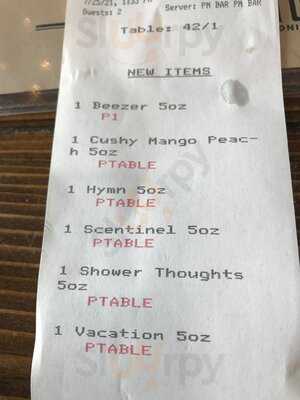 Guests: 2
Server: PM BAR PM BAR
Table: 42/1
NEW ITEMS
1 Beezer 5oz
P1
1 Cushy Mango Peac-
h 5oz
PTABLE
1 Hymn 5oz
PTABLE
1 Scentinel 5oz
PTABLE
1 Shower Thoughts
5oz
PTABLE
1 Vacation 5oz
PTABLE